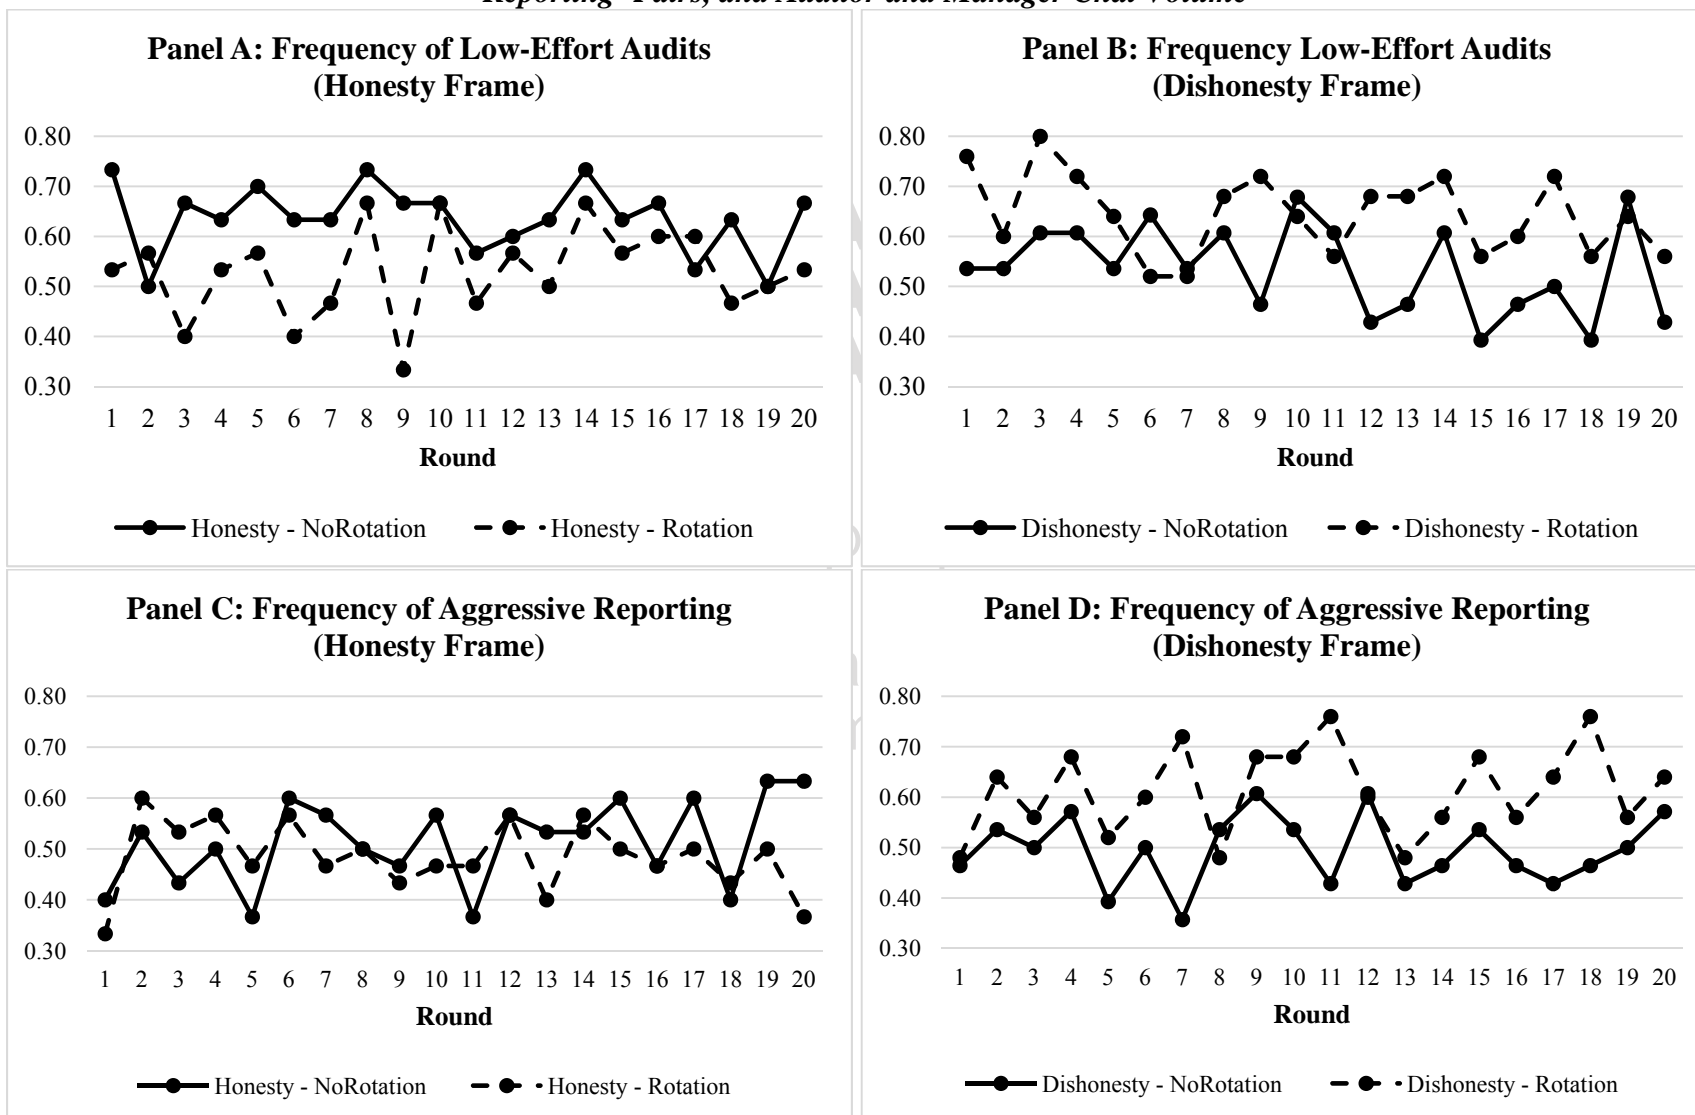 Reporting" Pairs, and Auditor and Manager Chat Volume
Panel A: Frequency of Low-Effort Audits
(Honesty Frame)
0.80
0.70
0.60
0.50
0.40
0.30
1 2 3 4 5 6 7 8 9 10 11 12 13 14 15 16 17 18 19 20
Round
Honesty - NoRotation Honesty - Rotation
Panel B: Frequency Low-Effort Audits
(Dishonesty Frame)
0.80
0.70
0.60
0.50
0.40
0.30
1 2 3 4 5 6 7 8 9 10 11 12 13 14 15 16 17 18 19 20
Round
Dishonesty - NoRotation Dishonesty - Rotation
Panel C: Frequency of Aggressive Reporting
(Honesty Frame)
0.80
0.70
0.60
0.50
0.40
0.30
1 2 3 4 5 6 7 8 9 10 11 12 13 14 15 16 17 18 19 20
Round
Honesty - NoRotation Honesty - Rotation
Panel D: Frequency of Aggressive Reporting
(Dishonesty Frame)
0.80
0.70
0.60
0.50
0.40
0.30
1 2 3 4 5 6 7 8 9 10 11 12 13 14 15 16 17 18 19 20
Round
Dishonesty - NoRotation Dishonesty - Rotation